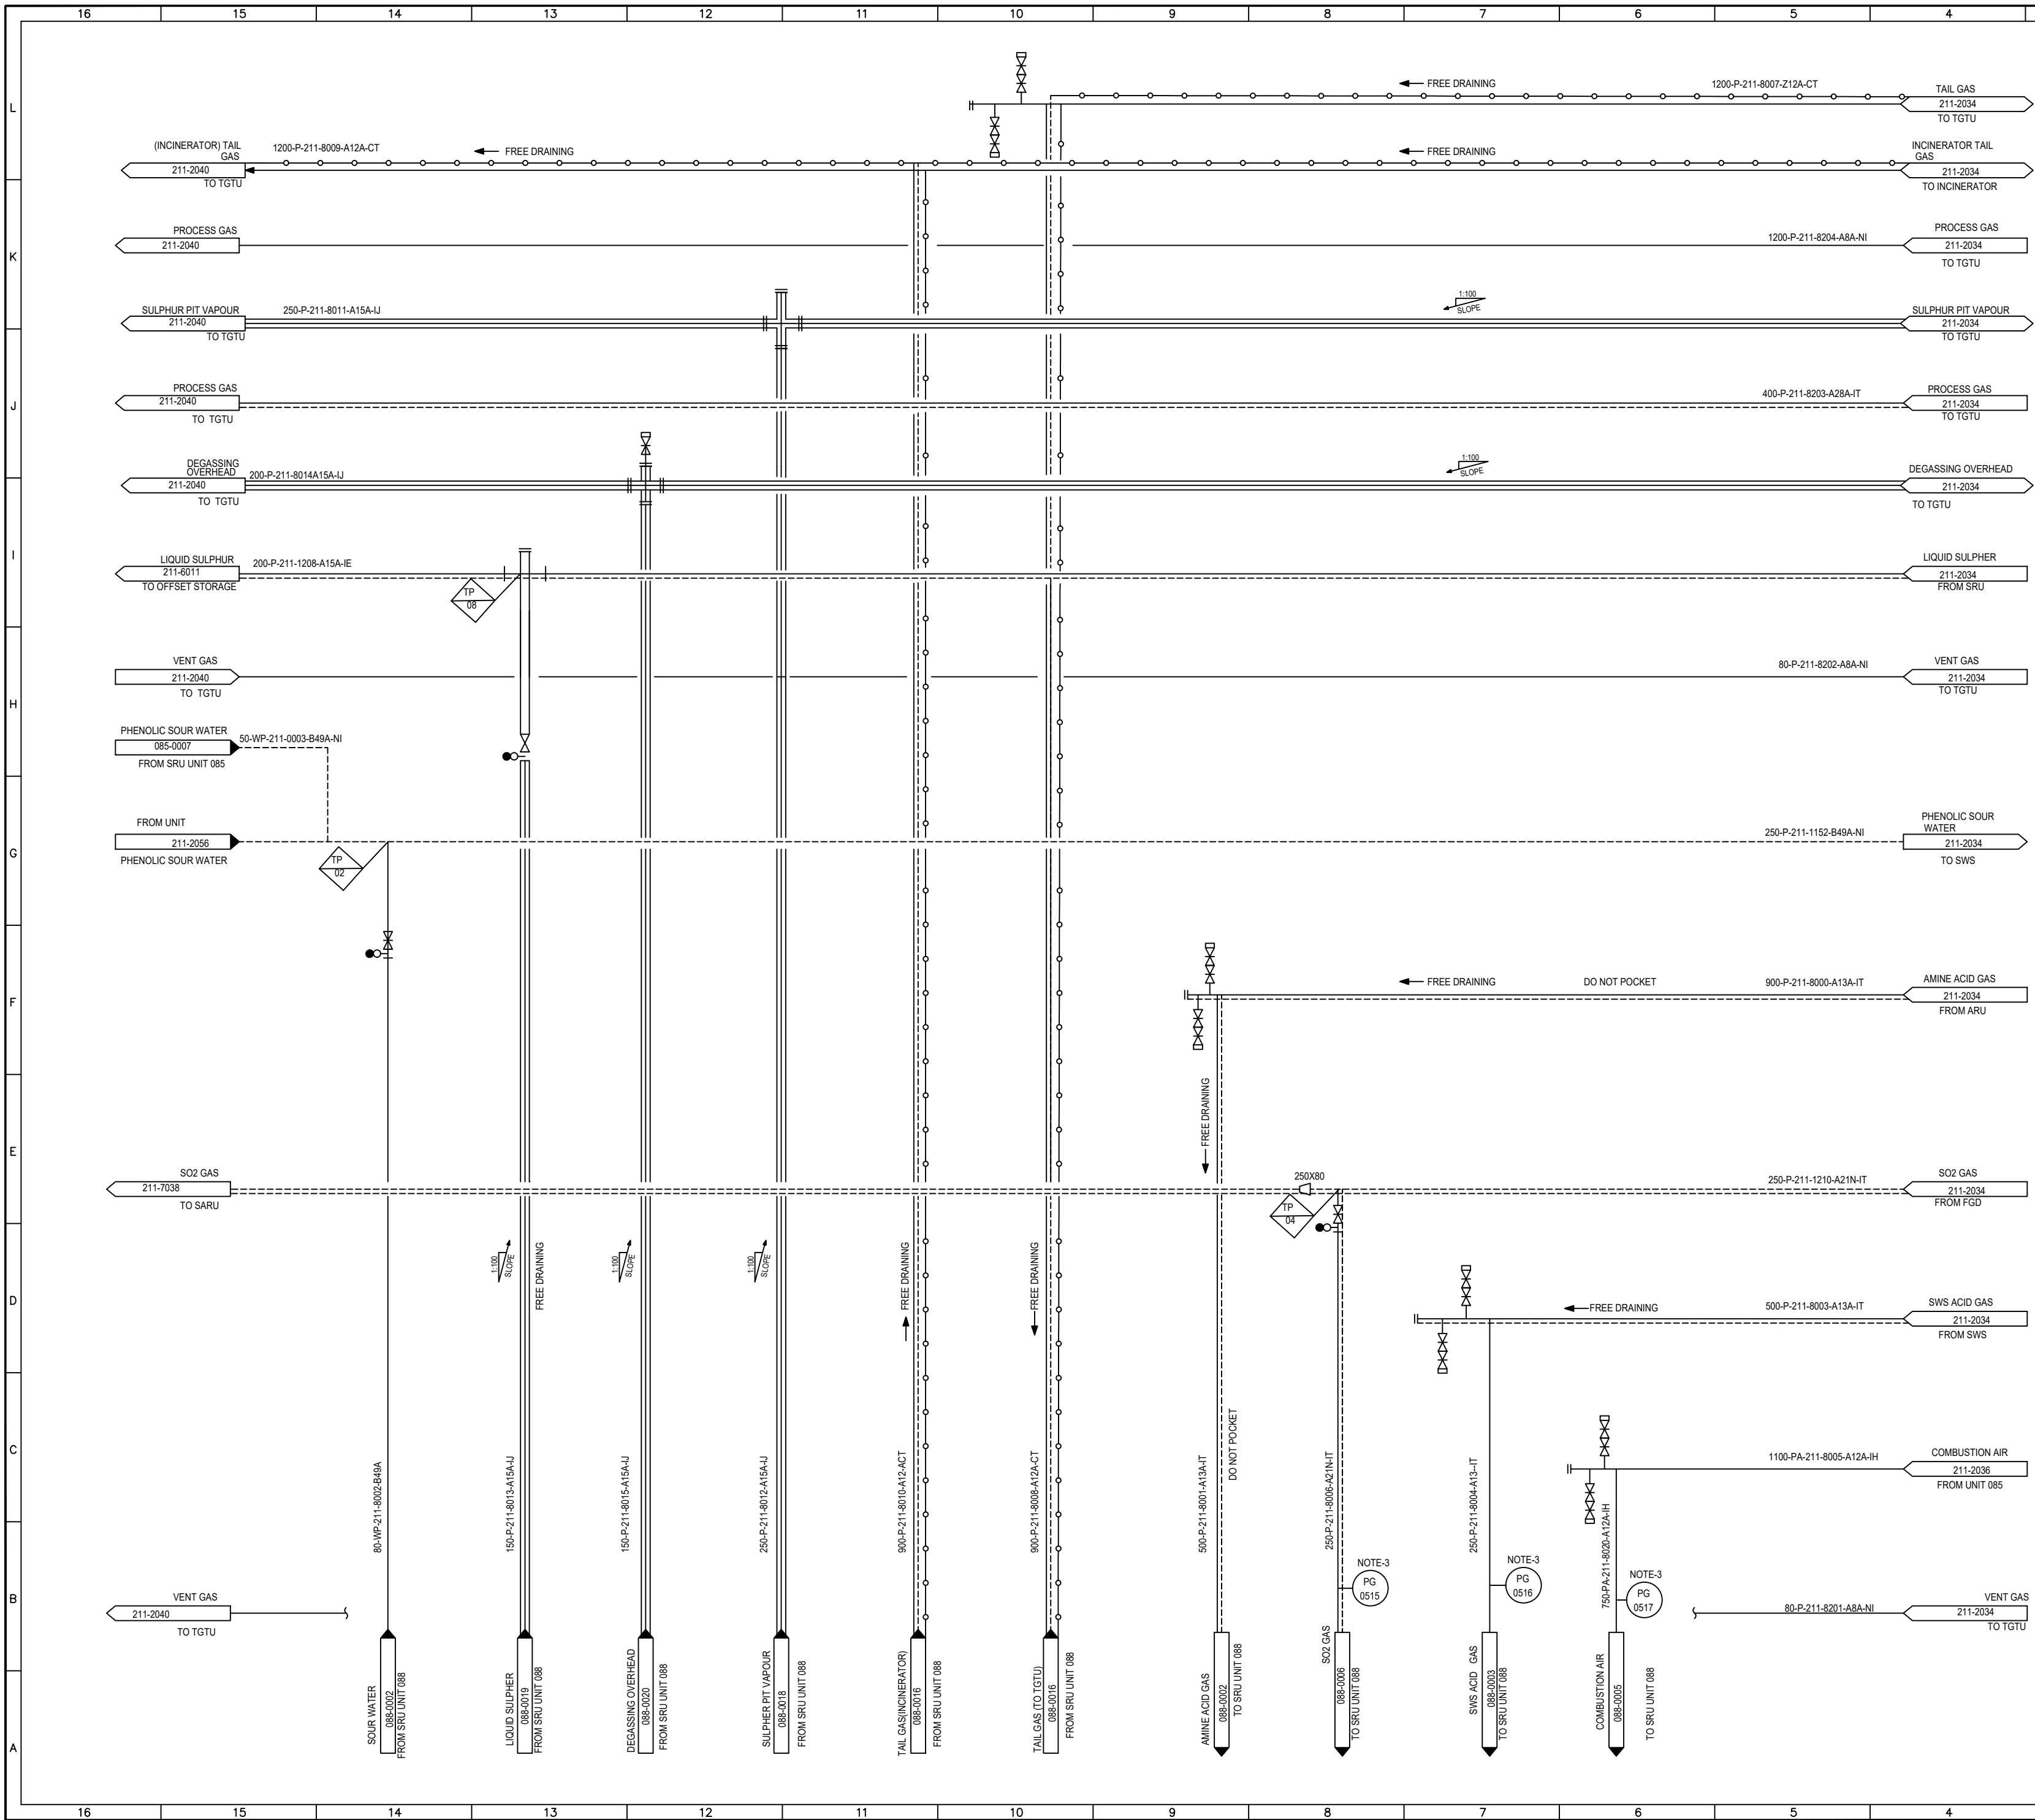 16 15 14 13 12 11 10 9 8 7 6 5 4
L
FREE DRAINING
1200-P-211-8007-Z12A-CT
TAIL GAS
211-2034
TO TGTU
(INCINERATOR) TAIL
GAS
211-2040
TO TGTU
1200-P-211-8009-A12A-CT
FREE DRAINING
FREE DRAINING
INCINERATOR TAIL
GAS
211-2034
TO INCINERATOR
K
PROCESS GAS
211-2040
1200-P-211-8204-A8A-NI
PROCESS GAS
211-2034
TO TGTU
SULPHUR PIT VAPOUR
211-2040
TO TGTU
250-P-211-8011-A15A-IJ
1:100
SLOPE
SULPHUR PIT VAPOUR
211-2034
TO TGTU
J
PROCESS GAS
211-2040
TO TGTU
400-P-211-8203-A28A-IT
PROCESS GAS
211-2034
TO TGTU
DEGASSING
OVERHEAD
211-2040
TO TGTU
200-P-211-8014A15A-IJ
1:100
SLOPE
DEGASSING OVERHEAD
211-2034
TO TGTU
I
LIQUID SULPHUR
211-6011
TO OFFSET STORAGE
200-P-211-1208-A15A-IE
TP
08
LIQUID SULPHER
211-2034
FROM SRU
H
VENT GAS
211-2040
TO TGTU
80-P-211-8202-A8A-NI
VENT GAS
211-2034
TO TGTU
PHENOLIC SOUR WATER
085-0007
FROM SRU UNIT 085
50-WP-211-0003-B49A-NI
G
FROM UNIT
211-2056
PHENOLIC SOUR WATER
TP
02
250-P-211-1152-B49A-NI
PHENOLIC SOUR
WATER
211-2034
TO SWS
F
FREE DRAINING
DO NOT POCKET
900-P-211-8000-A13A-IT
AMINE ACID GAS
211-2034
FROM ARU
FREE DRAINING
E
SO2 GAS
211-7038
TO SARU
250X80
TP
04
250-P-211-1210-A21N-IT
SO2 GAS
211-2034
FROM FGD
D
1:100
SLOPE
FREE DRAINING
1:100
SLOPE
1:100
SLOPE
FREE DRAINING
FREE DRAINING
FREE DRAINING
500-P-211-8003-A13A-IT
SWS ACID GAS
211-2034
FROM SWS
C
80-WP-211-8002-B49A
150-P-211-8013-A15A-IJ
150-P-211-8015-A15A-IJ
250-P-211-8012-A15A-IJ
900-P-211-8010-A12-ACT
900-P-211-8008-A12A-CT
500-P-211-8001-A13A-IT
DO NOT POCKET
250-P-211-8006-A21N-IT
250-P-211-8004-A13--IT
750-PA-211-8020-A12A-IH
1100-PA-211-8005-A12A-IH
COMBUSTION AIR
211-2036
FROM UNIT 085
B
VENT GAS
211-2040
TO TGTU
NOTE-3
PG
0515
NOTE-3
PG
0516
NOTE-3
PG
0517
80-P-211-8201-A8A-NI
VENT GAS
211-2034
TO TGTU
A
SOUR WATER
088-0002
FROM SRU UNIT 088
LIQUID SULPHER
088-0019
FROM SRU UNIT 088
DEGASSING OVERHEAD
088-0020
FROM SRU UNIT 088
SULPHER PIT VAPOUR
088-0018
FROM SRU UNIT 088
TAIL GAS(INCINERATOR)
088-0016
FROM SRU UNIT 088
TAIL GAS (TO TGTU)
088-0016
FROM SRU UNIT 088
AMINE ACID GAS
088-0002
TO SRU UNIT 088
SO2 GAS
088-0006
TO SRU UNIT 088
SWS ACID GAS
088-0003
TO SRU UNIT 088
COMBUSTION AIR
088-0005
TO SRU UNIT 088
16 15 14 13 12 11 10 9 8 7 6 5 4